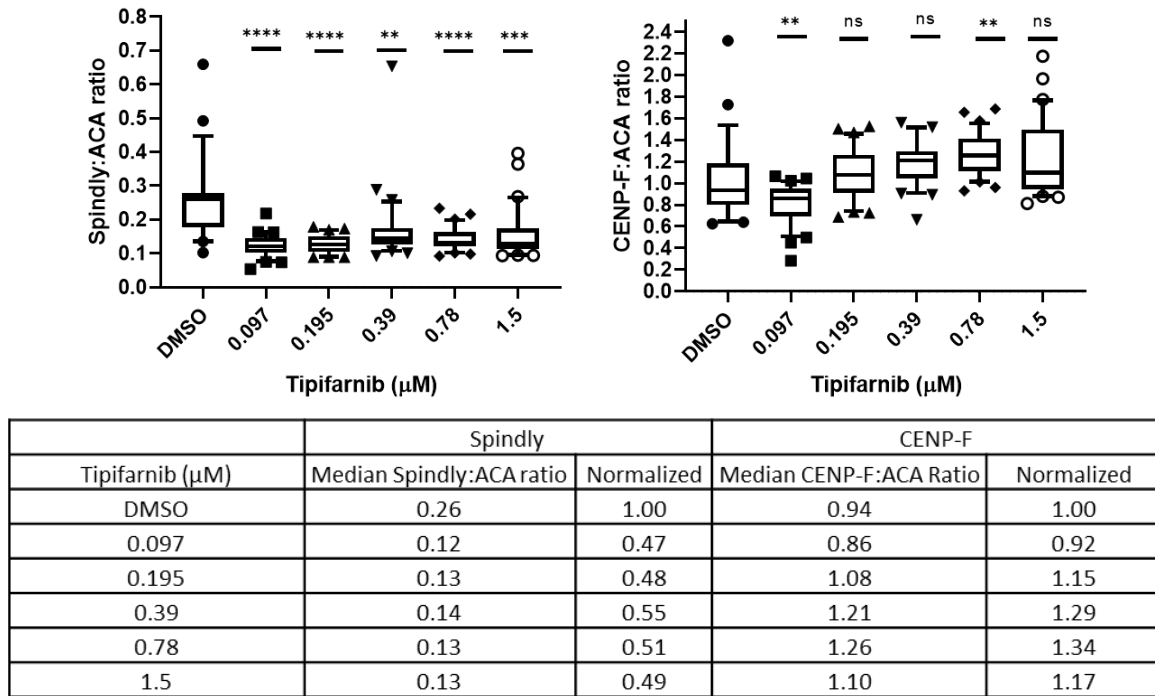 Spindly:ACA ratio
0.8
0.7
0.6
0.5
0.4
0.3
0.2
0.1
0.0
**** **** ** **** ***
DMSO 0.097 0.195 0.39 0.78 1.5
Tipifarnib (μM)
CENP-F:ACA ratio
2.4
2.2
2.0
1.8
1.6
1.4
1.2
1.0
0.8
0.6
0.4
0.2
0.0
** ns ns ** ns
DMSO 0.097 0.195 0.39 0.78 1.5
Tipifarnib (μM)
Spindly CENP-F
Tipifarnib (μM) Median Spindly:ACA ratio Normalized Median CENP-F:ACA Ratio Normalized
DMSO 0.26 1.00 0.94 1.00
0.097 0.12 0.47 0.86 0.92
0.195 0.13 0.48 1.08 1.15
0.39 0.14 0.55 1.21 1.29
0.78 0.13 0.51 1.26 1.34
1.5 0.13 0.49 1.10 1.17